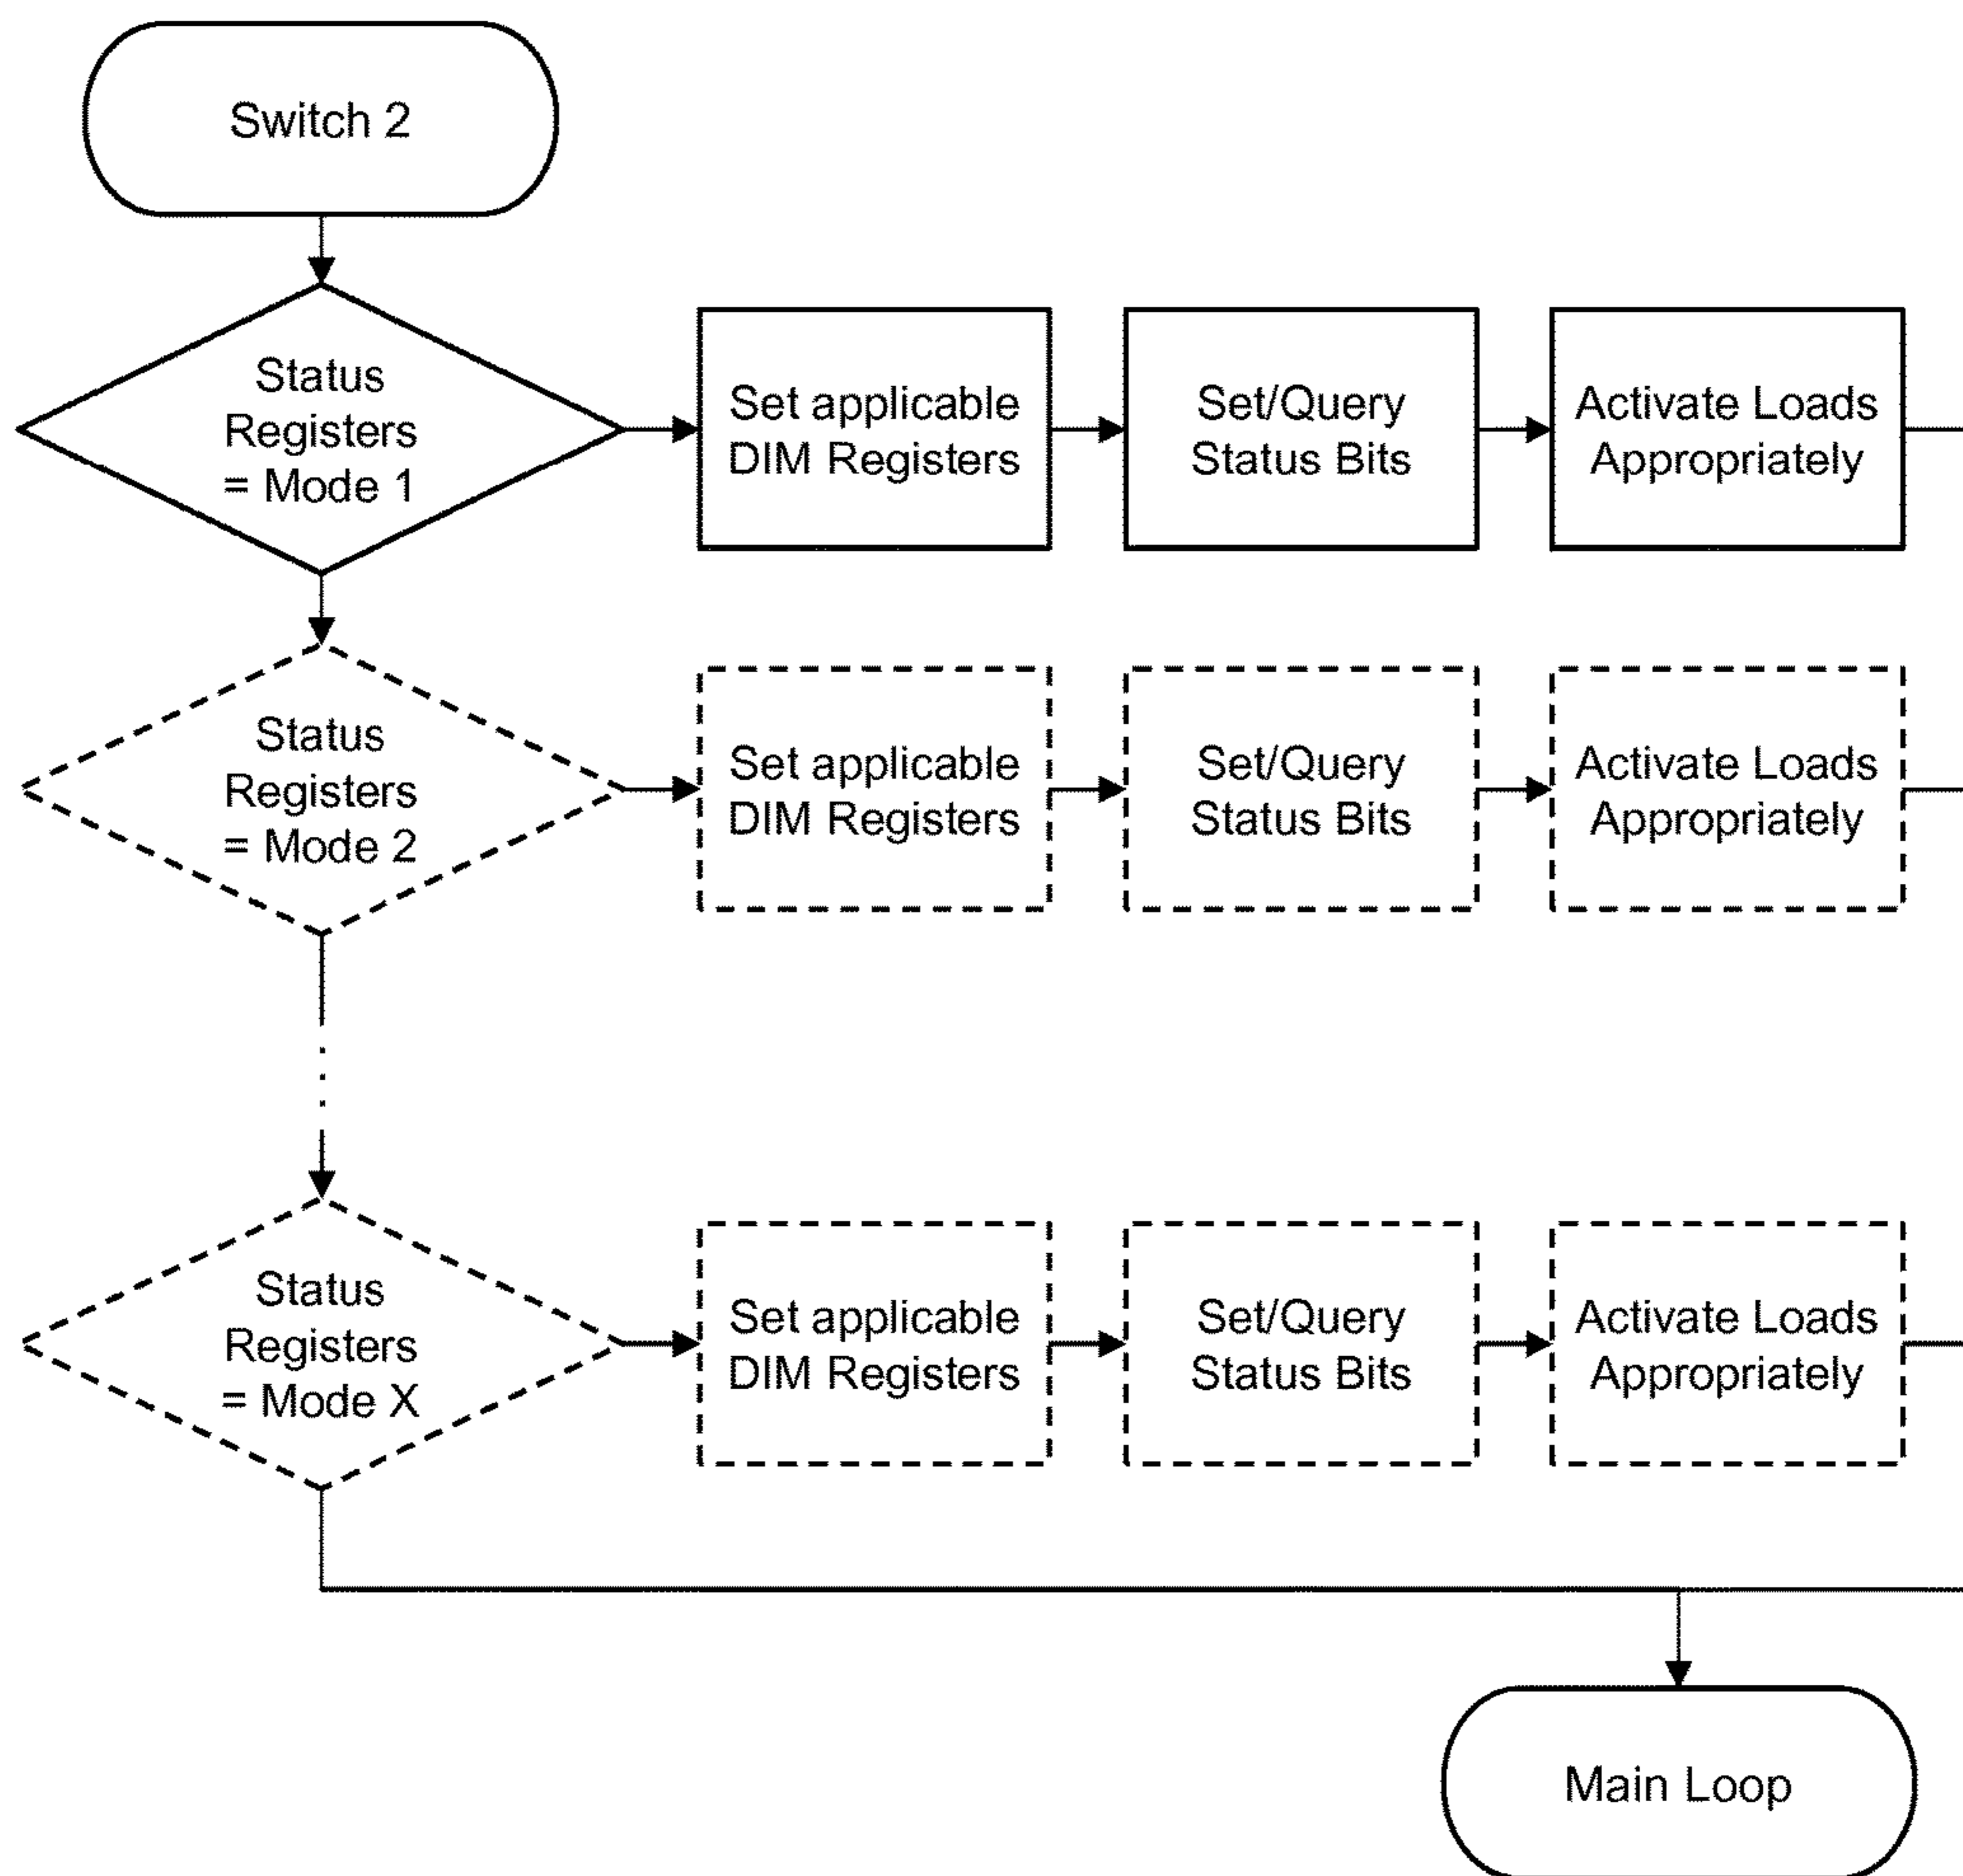 Switch 2
Status
Registers
= Mode 1
Set applicable
DIM Registers
Set/Query
Status Bits
Activate Loads
Appropriately
Status
Registers
= Mode 2
Set applicable
DIM Registers
Set/Query
Status Bits
Activate Loads
Appropriately
Status
Registers
= Mode X
Set applicable
DIM Registers
Set/Query
Status Bits
Activate Loads
Appropriately
Main Loop